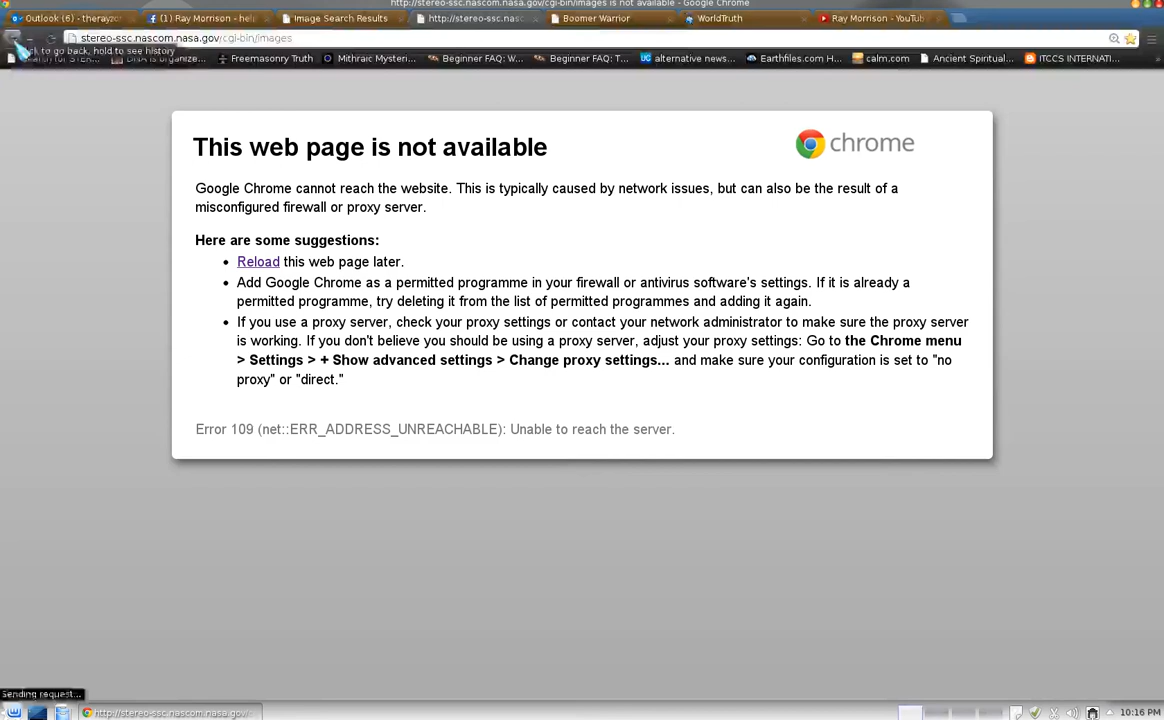 http://stereo-ssc.nascom.nasa.gov/cgi-bin/images is not available - Google Chrome
Outlook (6) - therayzo
(1) Ray Morrison - hel
Image Search Results
http://stereo-ssc.nasc
Boomer Warrior
WorldTruth
Ray Morrison - YouTub
stereo-ssc.nascom.nasa.gov/cgi-bin/images
to go back, hold to see history
Freemasonry Truth
Mithraic Mysteri...
Beginner FAQ: W...
Beginner FAQ: T...
alternative news...
Earthfiles.com H...
calm.com
Ancient Spiritual...
ITCCS INTERNATI...
This web page is not available
chrome
Google Chrome cannot reach the website. This is typically caused by network issues, but can also be the result of a
misconfigured firewall or proxy server.
Here are some suggestions:
Reload this web page later.
Add Google Chrome as a permitted programme in your firewall or antivirus software's settings. If it is already a
permitted programme, try deleting it from the list of permitted programmes and adding it again.
If you use a proxy server, check your proxy settings or contact your network administrator to make sure the proxy server
is working. If you don't believe you should be using a proxy server, adjust your proxy settings: Go to the Chrome menu
> Settings > + Show advanced settings > Change proxy settings... and make sure your configuration is set to "no
proxy" or "direct."
Error 109 (net::ERR_ADDRESS_UNREACHABLE): Unable to reach the server.
Sending request...
http://stereo-ssc.nascom.nasa.gov/
10:16 PM